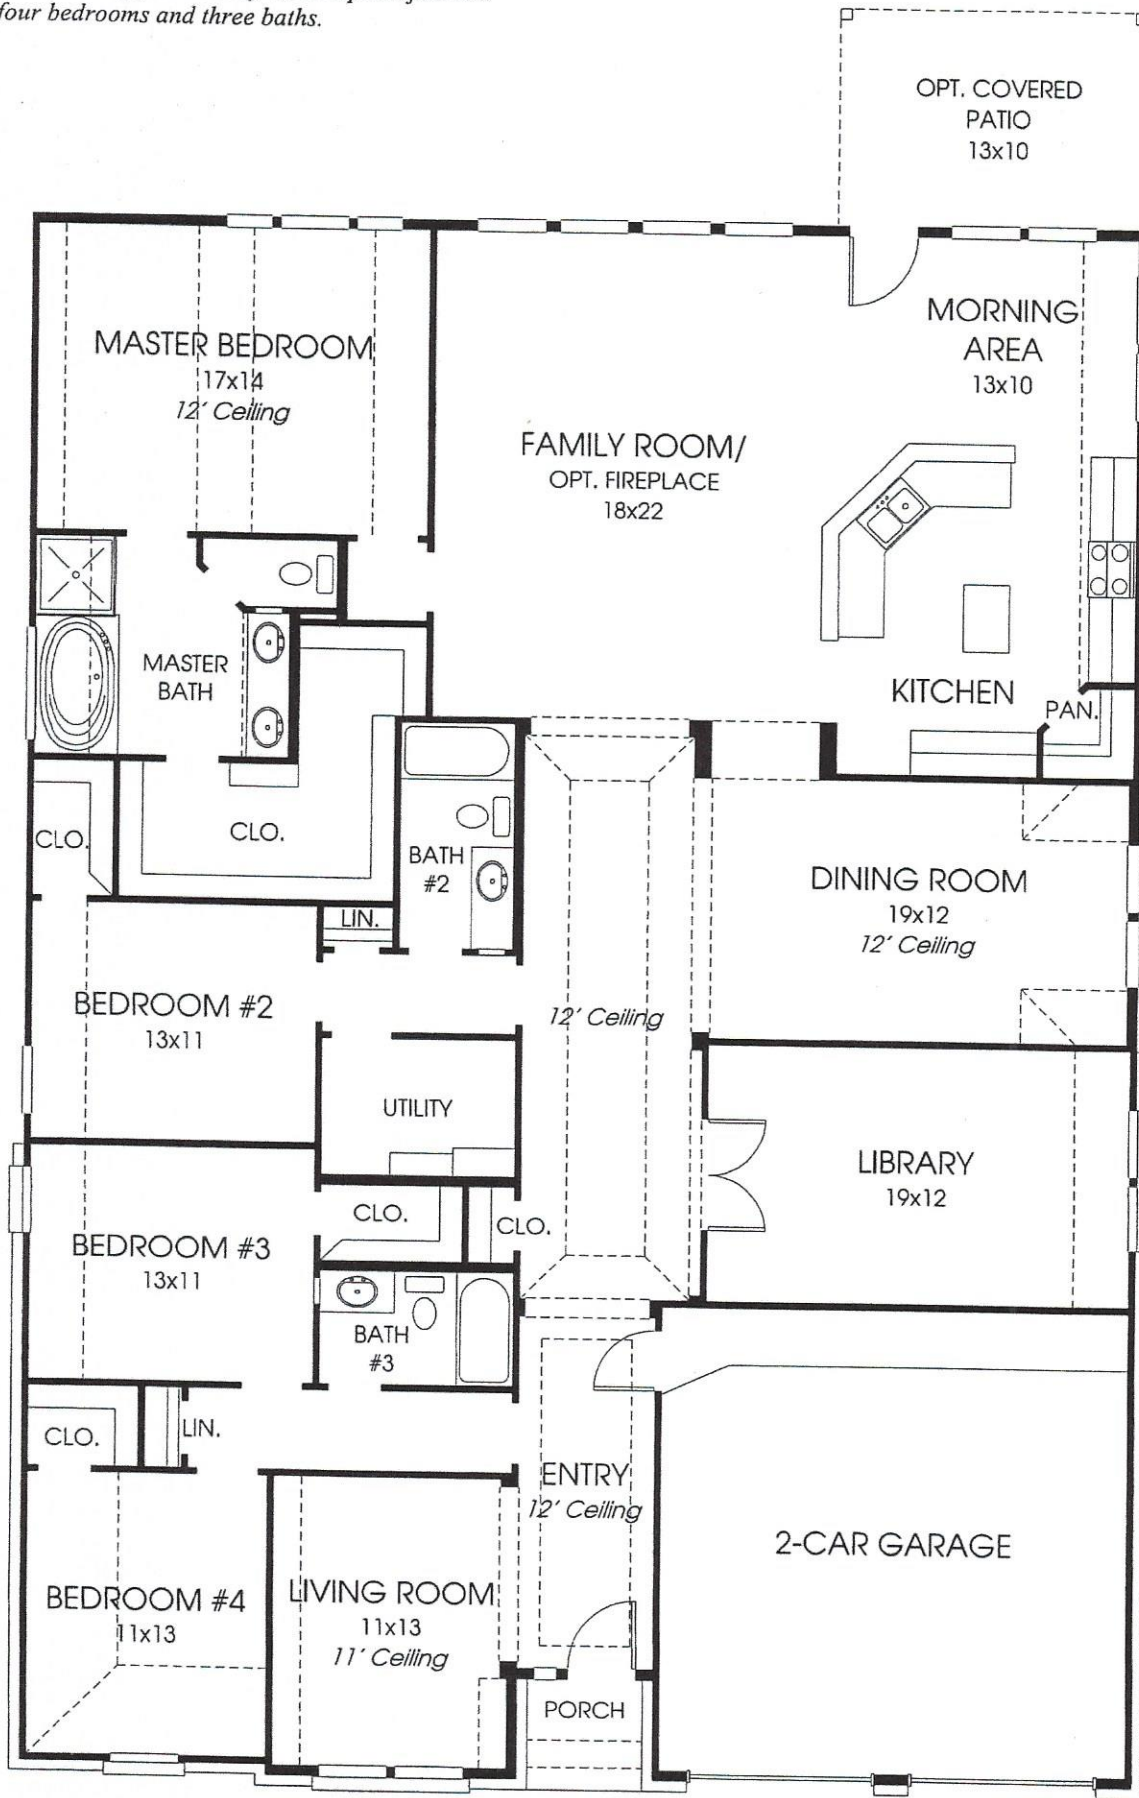 four bedrooms and three baths.
OPT. COVERED
PATIO
13x10
MASTER BEDROOM
17x14
12' Ceiling
MORNING
AREA
13x10
FAMILY ROOM/
OPT. FIREPLACE
18x22
MASTER
BATH
KITCHEN
PAN.
CLO.
CLO.
BATH
#2
DINING ROOM
19x12
12' Ceiling
LIN.
BEDROOM #2
13x11
12' Ceiling
UTILITY
LIBRARY
19x12
CLO.
CLO.
BEDROOM #3
13x11
BATH
#3
CLO.
LIN.
ENTRY
12' Ceiling
2-CAR GARAGE
BEDROOM #4
11x13
LIVING ROOM
11x13
11' Ceiling
PORCH